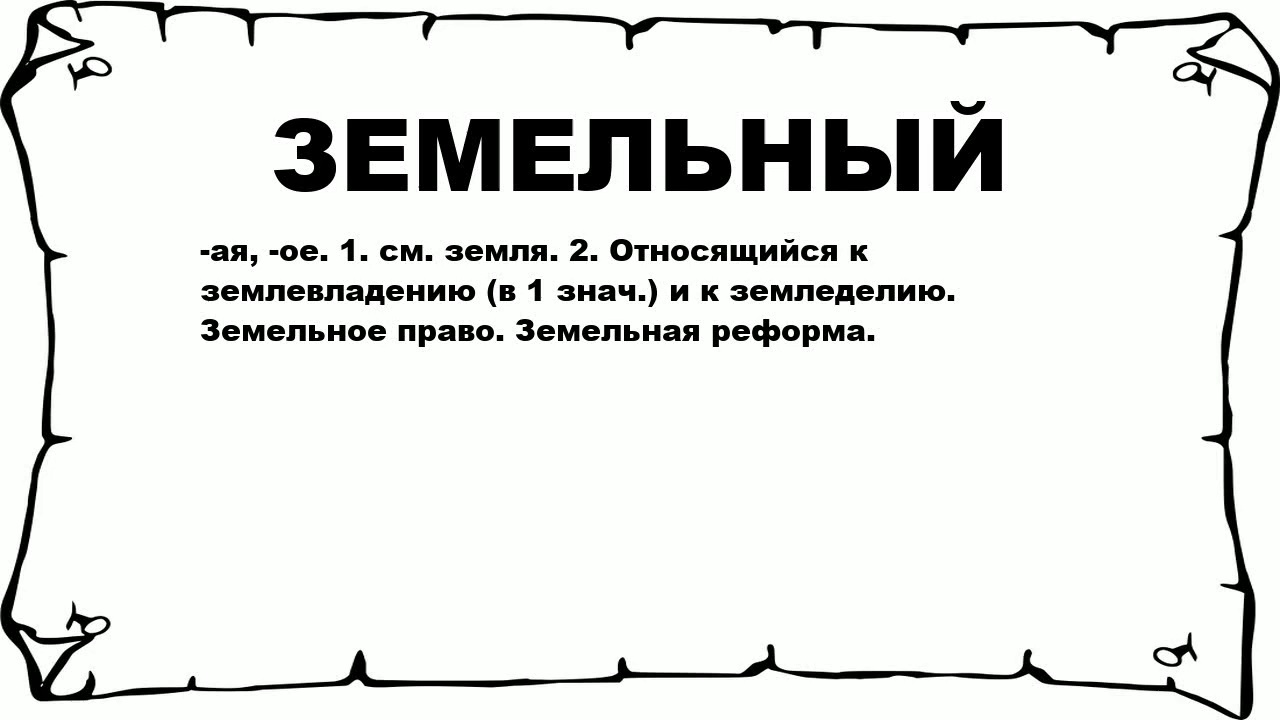 ЗЕМЕЛЬНЫЙ
-ая, -ое. 1. см. земля. 2. Относящийся к
землевладению (в 1 знач.) и к земледелию.
Земельное право. Земельная реформа.